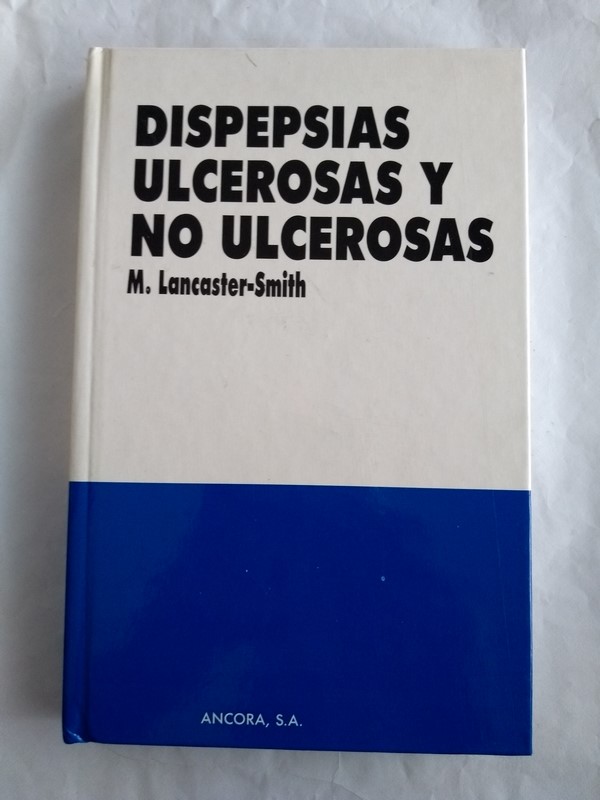 DISPEPSIAS
ULCEROSAS Y
NO ULCEROSAS
M. Lancaster-Smith
ANCORA, S.A.